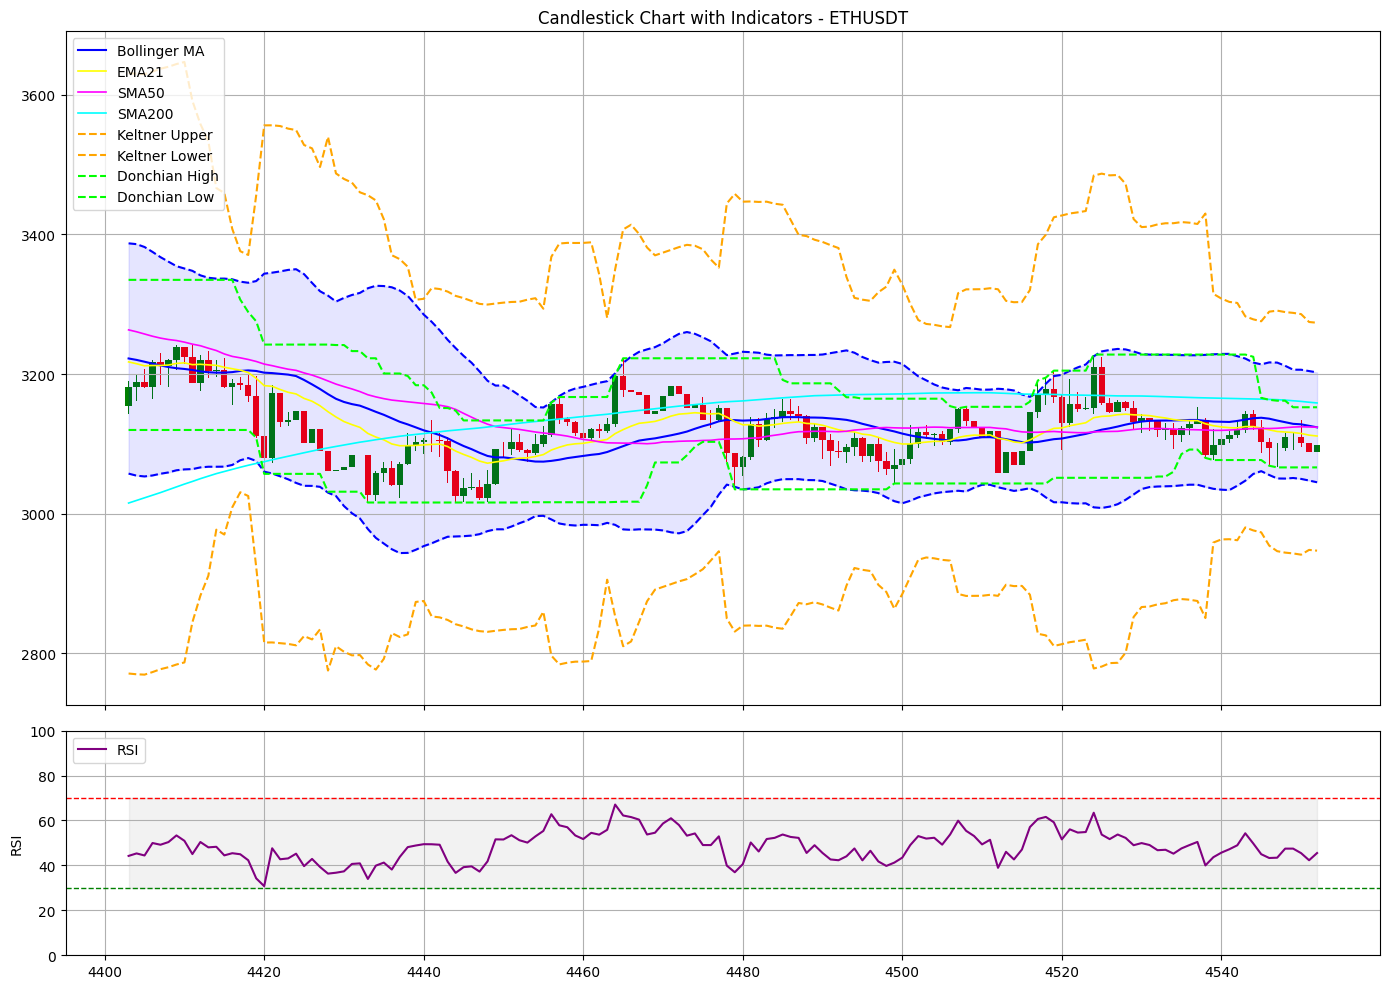 Candlestick Chart with Indicators - ETHUSDT
Bollinger MA
EMA21
SMA50
SMA200
Keltner Upper
Keltner Lower
Donchian High
Donchian Low
3600
3400
3200
3000
2800
RSI
RSI
100
80
60
40
20
0
4400 4420 4440 4460 4480 4500 4520 4540